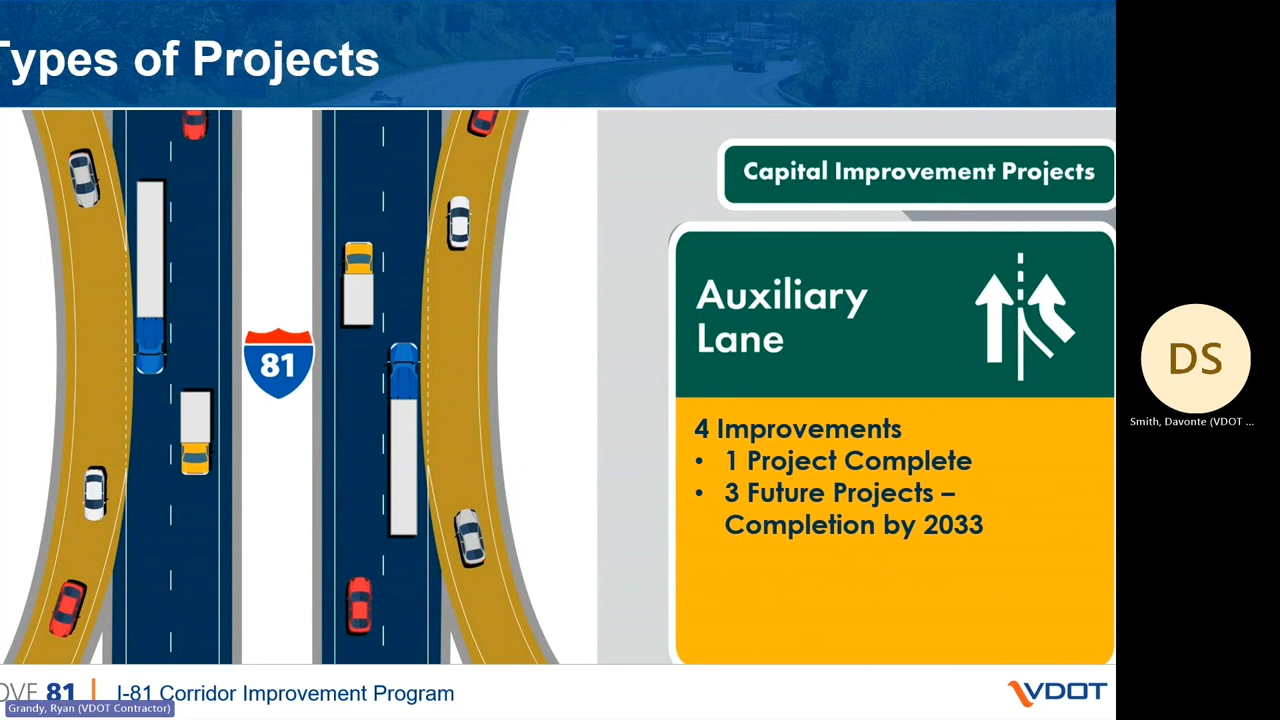 Types of Projects
Capital Improvement Projects
Auxiliary
Lane
81
4 Improvements
• 1 Project Complete
• 3 Future Projects –
Completion by 2033
DS
Smith, Davonte (VDOT ...
OVE 81
I-81 Corridor Improvement Program
VDOT
Grandy, Ryan (VDOT Contractor)